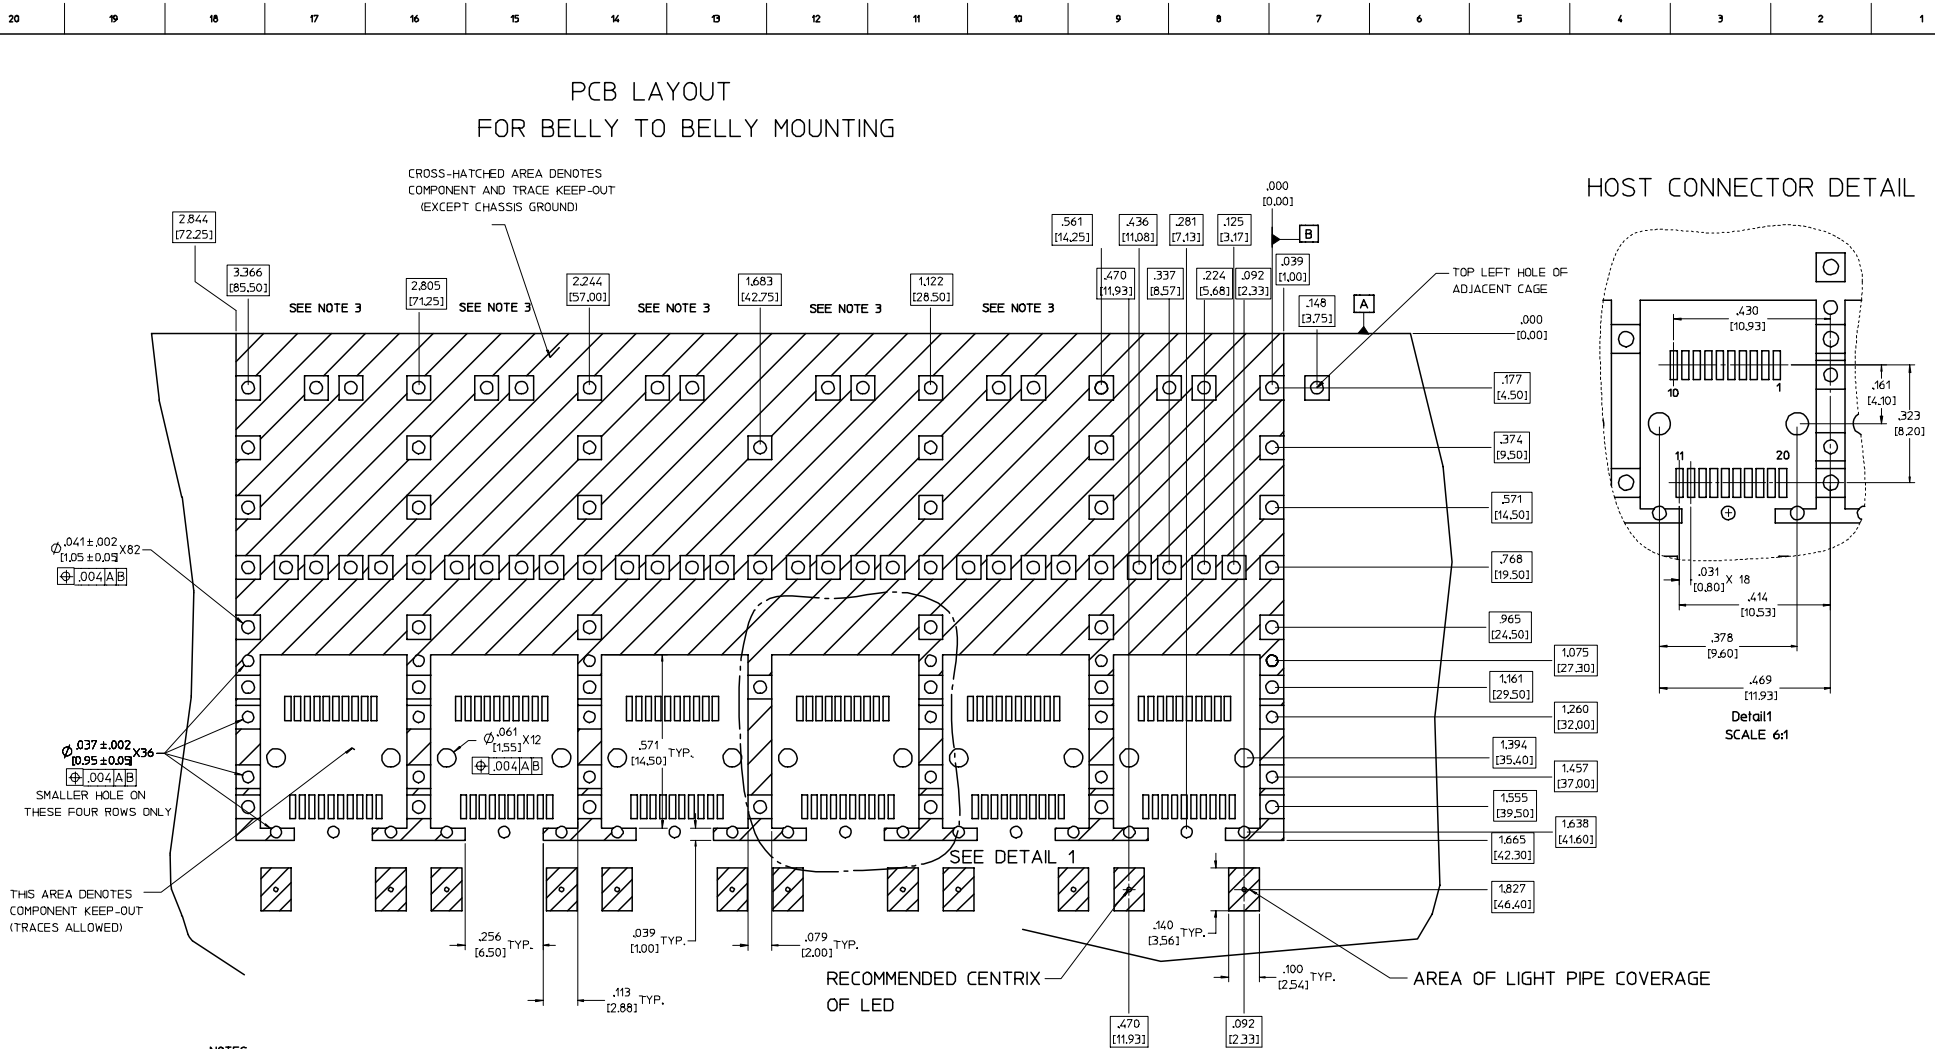 20 19 18 17 16 15 14 13 12 11 10 9 8 7 6 5 4 3 2 1
PCB LAYOUT
FOR BELLY TO BELLY MOUNTING
CROSS-HATCHED AREA DENOTES
COMPONENT AND TRACE KEEP-OUT
(EXCEPT CHASSIS GROUND)
HOST CONNECTOR DETAIL
2.844
[72.25]
3.366
[85.50]
SEE NOTE 3
2.805
[71.25]
SEE NOTE 3
2.244
[57.00]
SEE NOTE 3
1.683
[42.75]
SEE NOTE 3
1.122
[28.50]
SEE NOTE 3
.561
[14.25]
.436
[11.08]
.281
[7.13]
.125
[3.17]
.000
[0.00]
B
.470
[11.93]
.337
[8.57]
.224
[5.68]
.092
[2.33]
.039
[1.00]
.148
[3.75]
A
TOP LEFT HOLE OF
ADJACENT CAGE
.000
[0.00]
.177
[4.50]
.374
[9.50]
.571
[14.50]
.768
[19.50]
.965
[24.50]
1.075
[27.30]
1.161
[29.50]
1.260
[32.00]
1.394
[35.40]
1.457
[37.00]
1.555
[39.50]
1.638
[41.60]
1.665
[42.30]
1.827
[46.40]
Ø .041±.002 X82
[1.05±0.05]
⌖ .004 A B
Ø .037±.002 X36
[0.95±0.05]
⌖ .004 A B
SMALLER HOLE ON
THESE FOUR ROWS ONLY
THIS AREA DENOTES
COMPONENT KEEP-OUT
(TRACES ALLOWED)
Ø .061 X12
[1.55]
⌖ .004 A B
.571 TYP.
[14.50]
SEE DETAIL 1
.256 TYP.
[6.50]
.039 TYP.
[1.00]
.079 TYP.
[2.00]
.113 TYP.
[2.88]
.140 TYP.
[3.56]
.100 TYP.
[2.54]
RECOMMENDED CENTRIX
OF LED
AREA OF LIGHT PIPE COVERAGE
.470
[11.93]
.092
[2.33]
.430
[10.93]
10
1
.161
[4.10]
.323
[8.20]
11
20
.031 X 18
[0.80]
.414
[10.53]
.378
[9.60]
.469
[11.93]
Detail1
SCALE 6:1